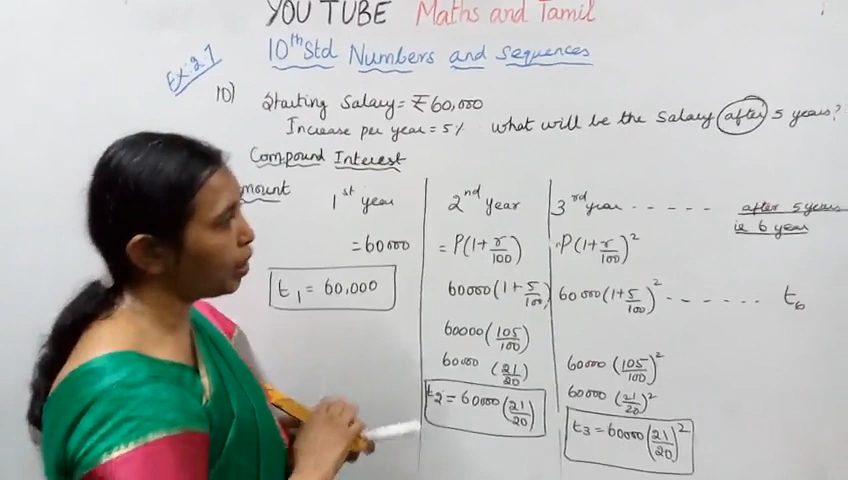 YOU TUBE Maths and Tamil
10th Std Numbers and Sequences
Ex: 2.7
10) Starting Salary = ₹60,000
Increase per year = 5% what will be the salary after 5 years?
Compound Interest
mount
1st year
= 60000
t1 = 60,000
2nd year
= P(1+r/100)
60000(1+5/100)
60000(105/100)
60000(21/20)
t2 = 60000(21/20)
3rd year - - - - - -
P(1+r/100)²
60000(1+5/100)² - - - - - - t6
60000(105/100)²
60000(21/20)²
t3 = 60000(21/20)²
after 5 years
ie 6 year